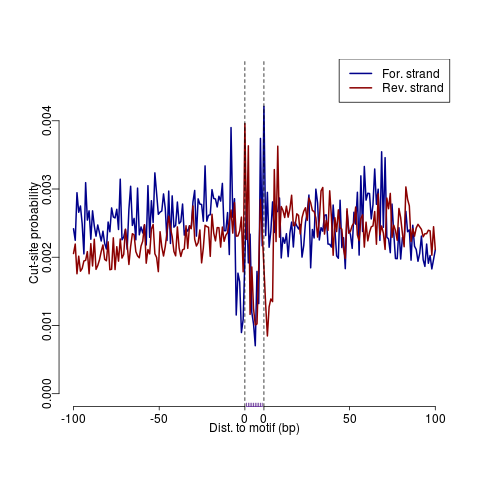 For. strand
Rev. strand
Cut-site probability
0.004
0.003
0.002
0.001
0.000
-100 -50 0 0 50 100
Dist. to motif (bp)